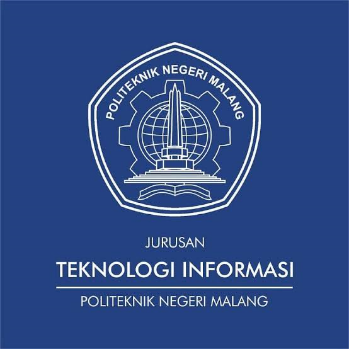 POLITEKNIK NEGERI MALANG
JURUSAN
TEKNOLOGI INFORMASI
POLITEKNIK NEGERI MALANG